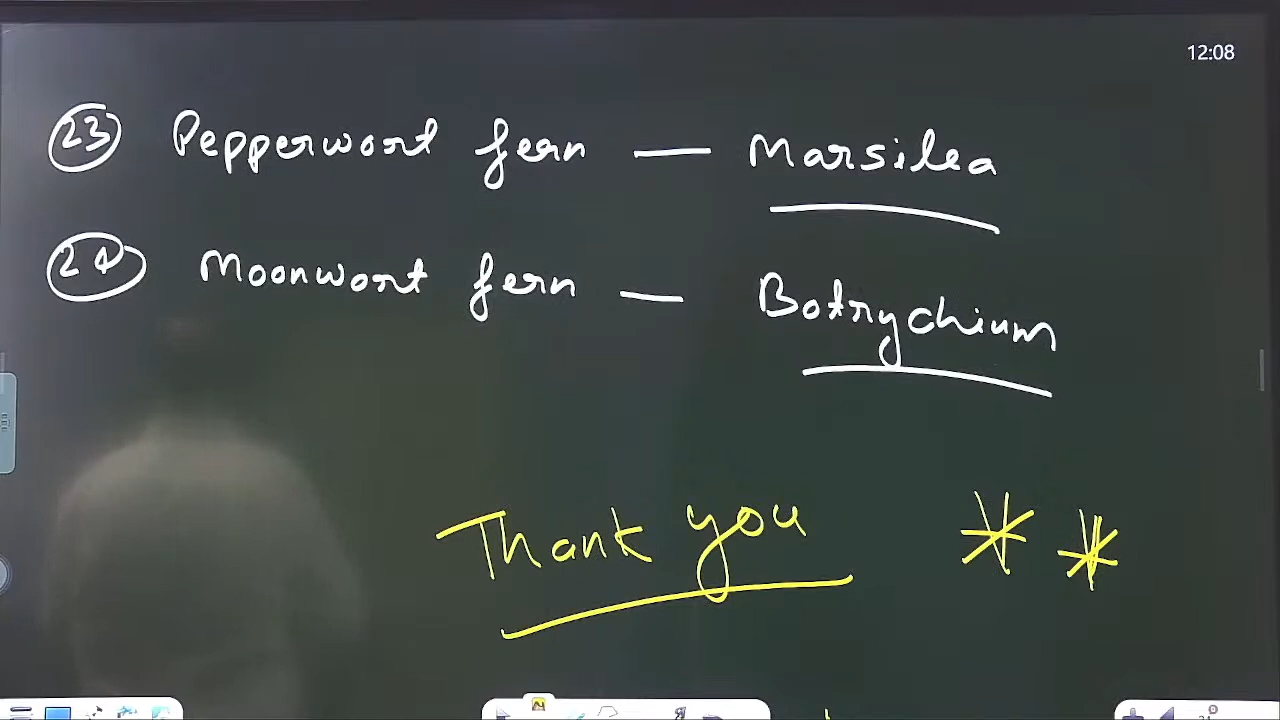 12:08
23 Pepperwort fern — Marsilea
24 Moonwort fern — Botrychium
Thank you **